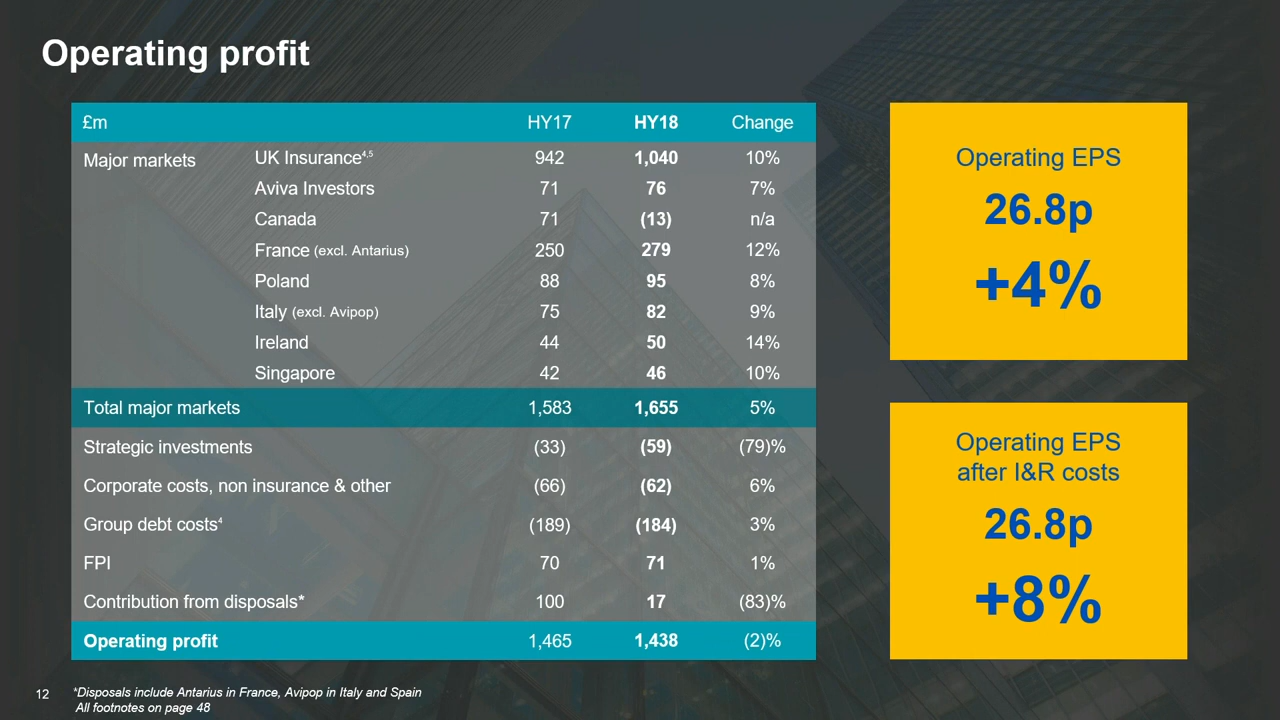 Operating profit
£m HY17 HY18 Change
Major markets UK Insurance4,5 942 1,040 10%
Aviva Investors 71 76 7%
Canada 71 (13) n/a
France (excl. Antarius) 250 279 12%
Poland 88 95 8%
Italy (excl. Avipop) 75 82 9%
Ireland 44 50 14%
Singapore 42 46 10%
Total major markets 1,583 1,655 5%
Strategic investments (33) (59) (79)%
Corporate costs, non insurance & other (66) (62) 6%
Group debt costs4 (189) (184) 3%
FPI 70 71 1%
Contribution from disposals* 100 17 (83)%
Operating profit 1,465 1,438 (2)%
Operating EPS
26.8p
+4%
Operating EPS
after I&R costs
26.8p
+8%
12 *Disposals include Antarius in France, Avipop in Italy and Spain
All footnotes on page 48